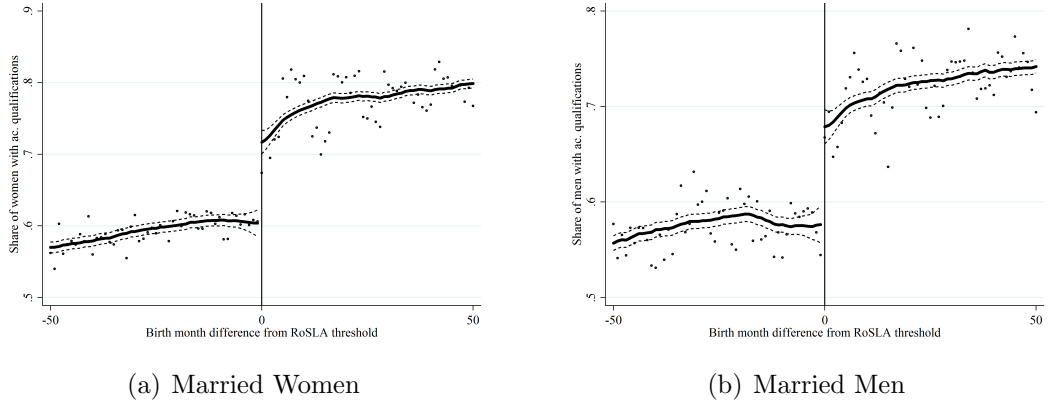 .9
.8
.7
.6
.5
Share of women with ac. qualifications
-50
0
50
Birth month difference from RoSLA threshold
(a) Married Women
.8
.7
.6
.5
Share of men with ac. qualifications
-50
0
50
Birth month difference from RoSLA threshold
(b) Married Men